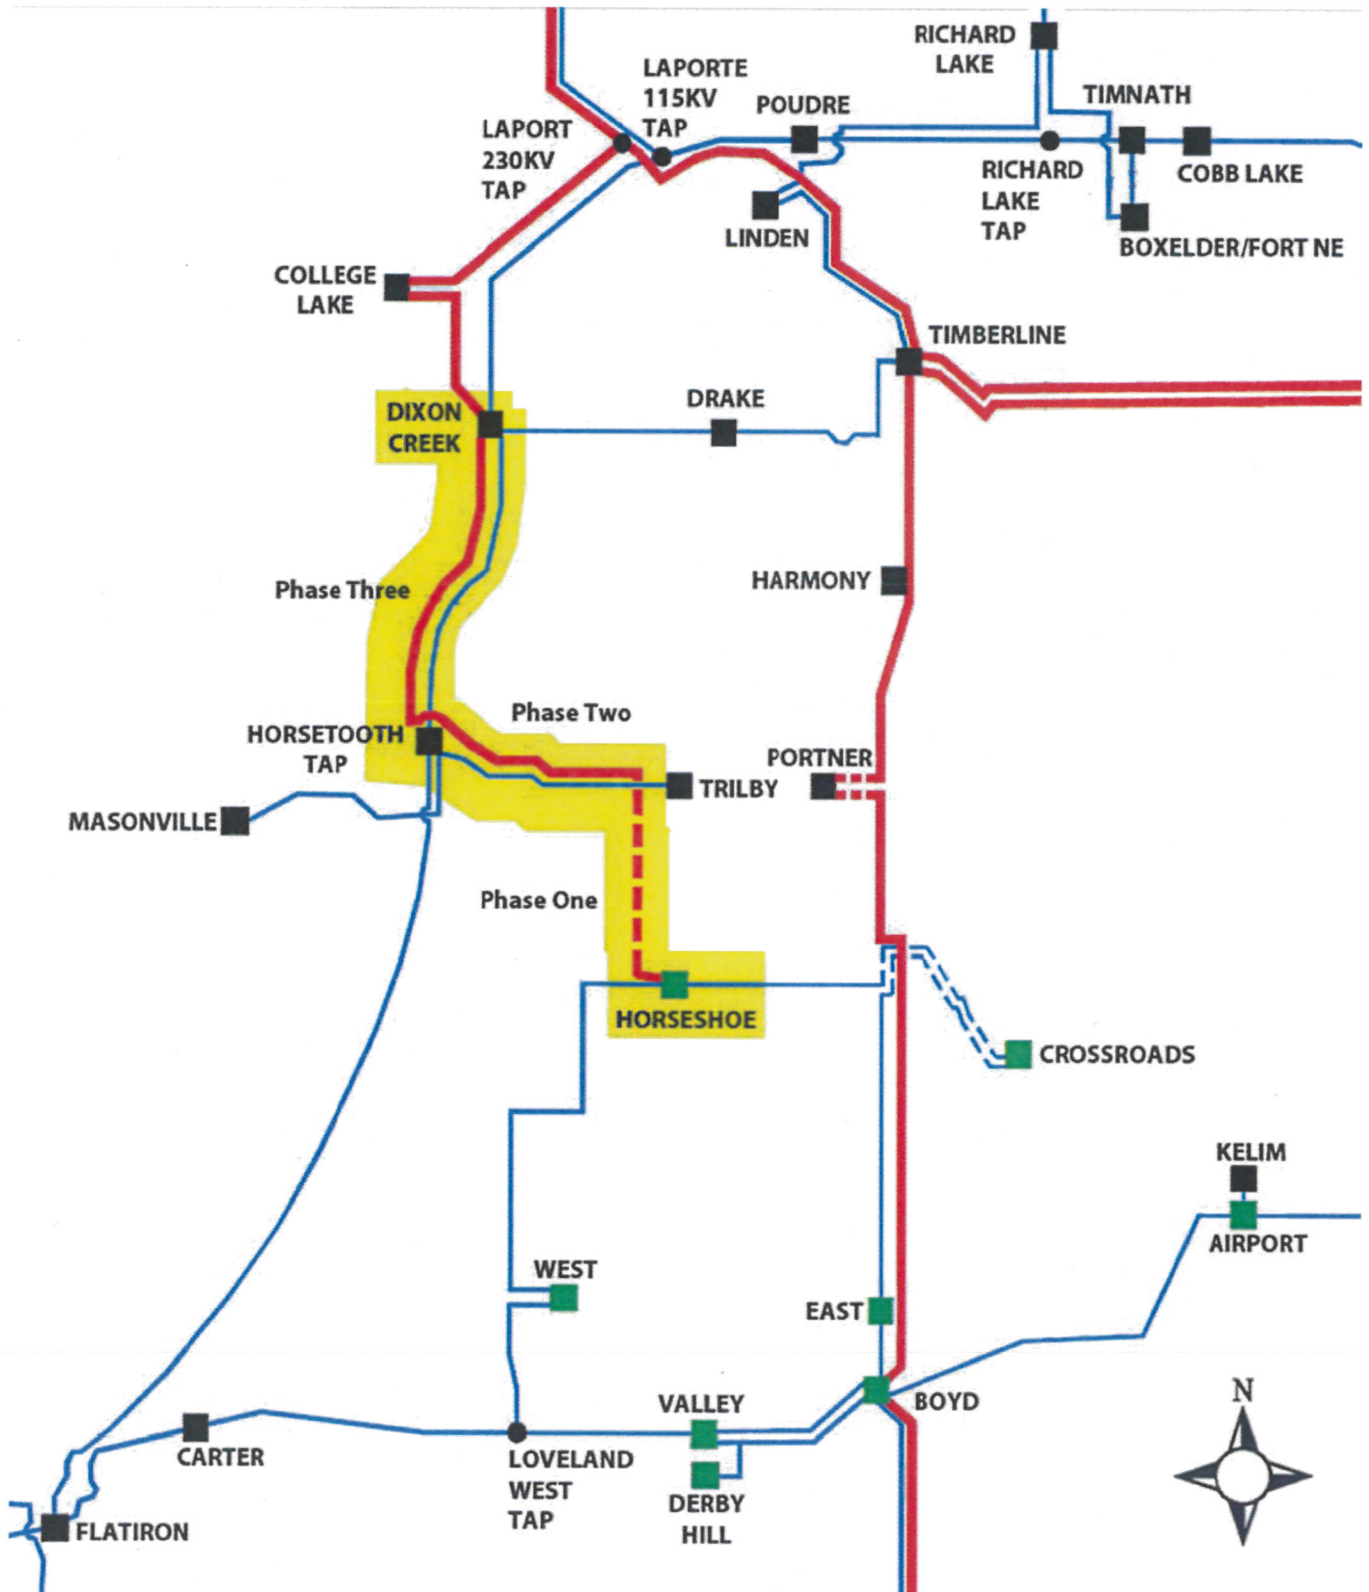 RICHARD
LAKE
LAPORTE
115KV
TAP
POUDRE
TIMNATH
LAPORT
230KV
TAP
RICHARD
LAKE
TAP
COBB LAKE
LINDEN
BOXELDER/FORT NE
COLLEGE
LAKE
TIMBERLINE
DIXON
CREEK
DRAKE
Phase Three
HARMONY
Phase Two
HORSETOOTH
TAP
TRILBY
PORTNER
MASONVILLE
Phase One
HORSESHOE
CROSSROADS
KELIM
AIRPORT
WEST
EAST
BOYD
VALLEY
N
CARTER
LOVELAND
WEST
TAP
DERBY
HILL
FLATIRON